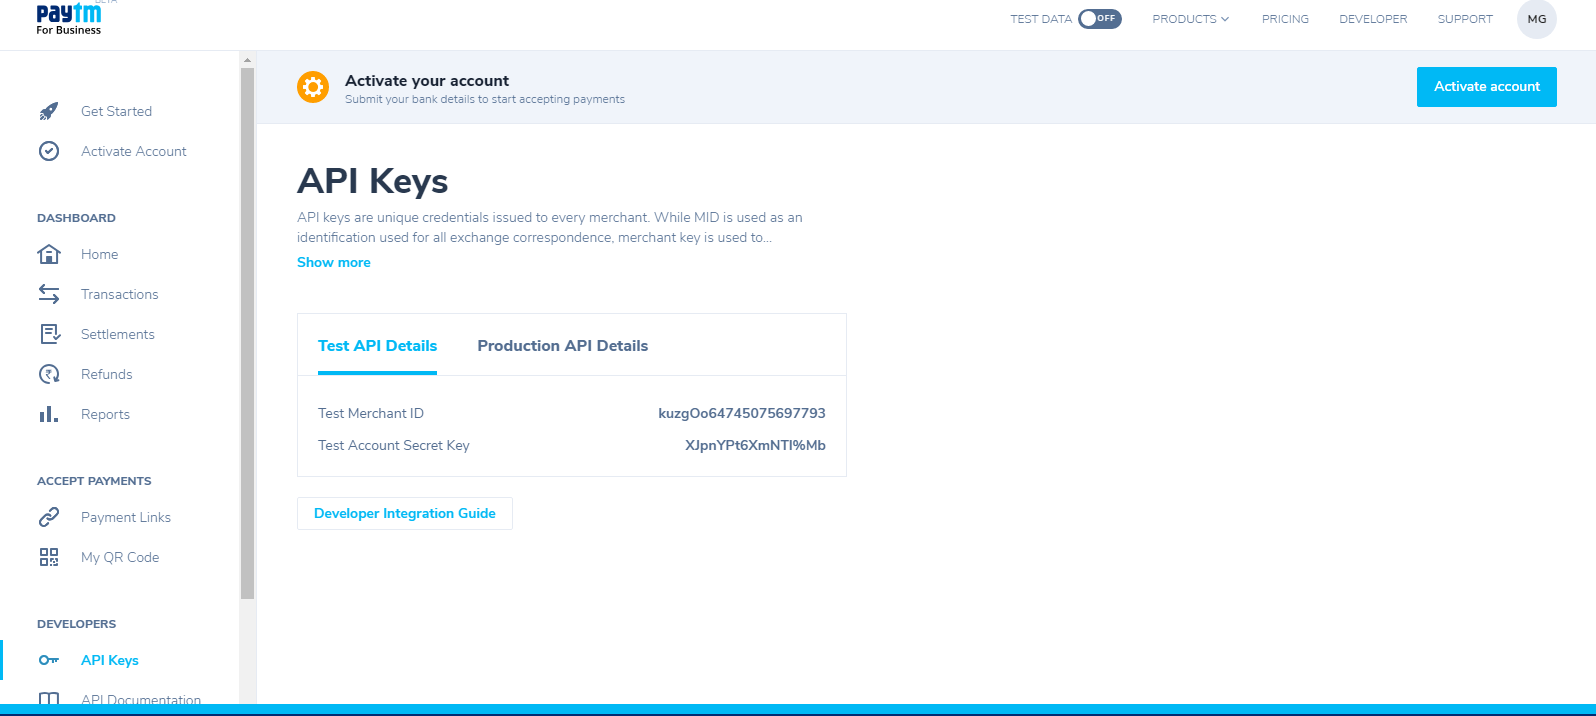 BETA
paytm
For Business
TEST DATA OFF PRODUCTS PRICING DEVELOPER SUPPORT MG
Get Started
Activate Account
DASHBOARD
Home
Transactions
Settlements
Refunds
Reports
ACCEPT PAYMENTS
Payment Links
My QR Code
DEVELOPERS
API Keys
API Documentation
Activate your account
Submit your bank details to start accepting payments
Activate account
API Keys
API keys are unique credentials issued to every merchant. While MID is used as an
identification used for all exchange correspondence, merchant key is used to...
Show more
Test API Details Production API Details
Test Merchant ID kuzgOo64745075697793
Test Account Secret Key XJpnYPt6XmNTI%Mb
Developer Integration Guide